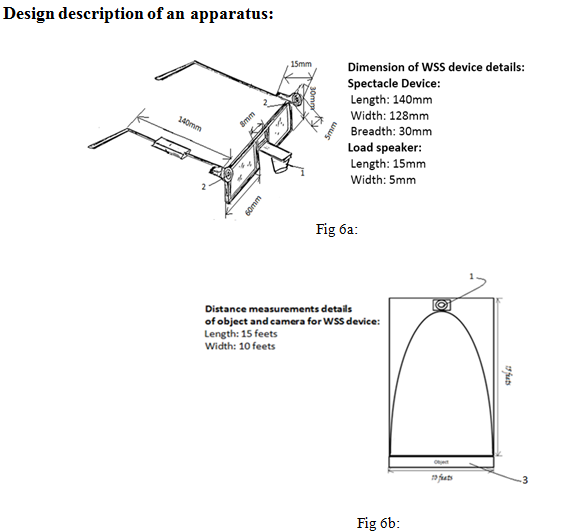 Design description of an apparatus:
15mm
Dimension of WSS device details:
Spectacle Device:
Length: 140mm
Width: 128mm
Breadth: 30mm
Load speaker:
Length: 15mm
Width: 5mm
2
30mm
140mm
8mm
5mm
1
2
60mm
Fig 6a:
1
Distance measurements details
of object and camera for WSS device:
Length: 15 feets
Width: 10 feets
15 feets
Object
10 feets
3
Fig 6b: